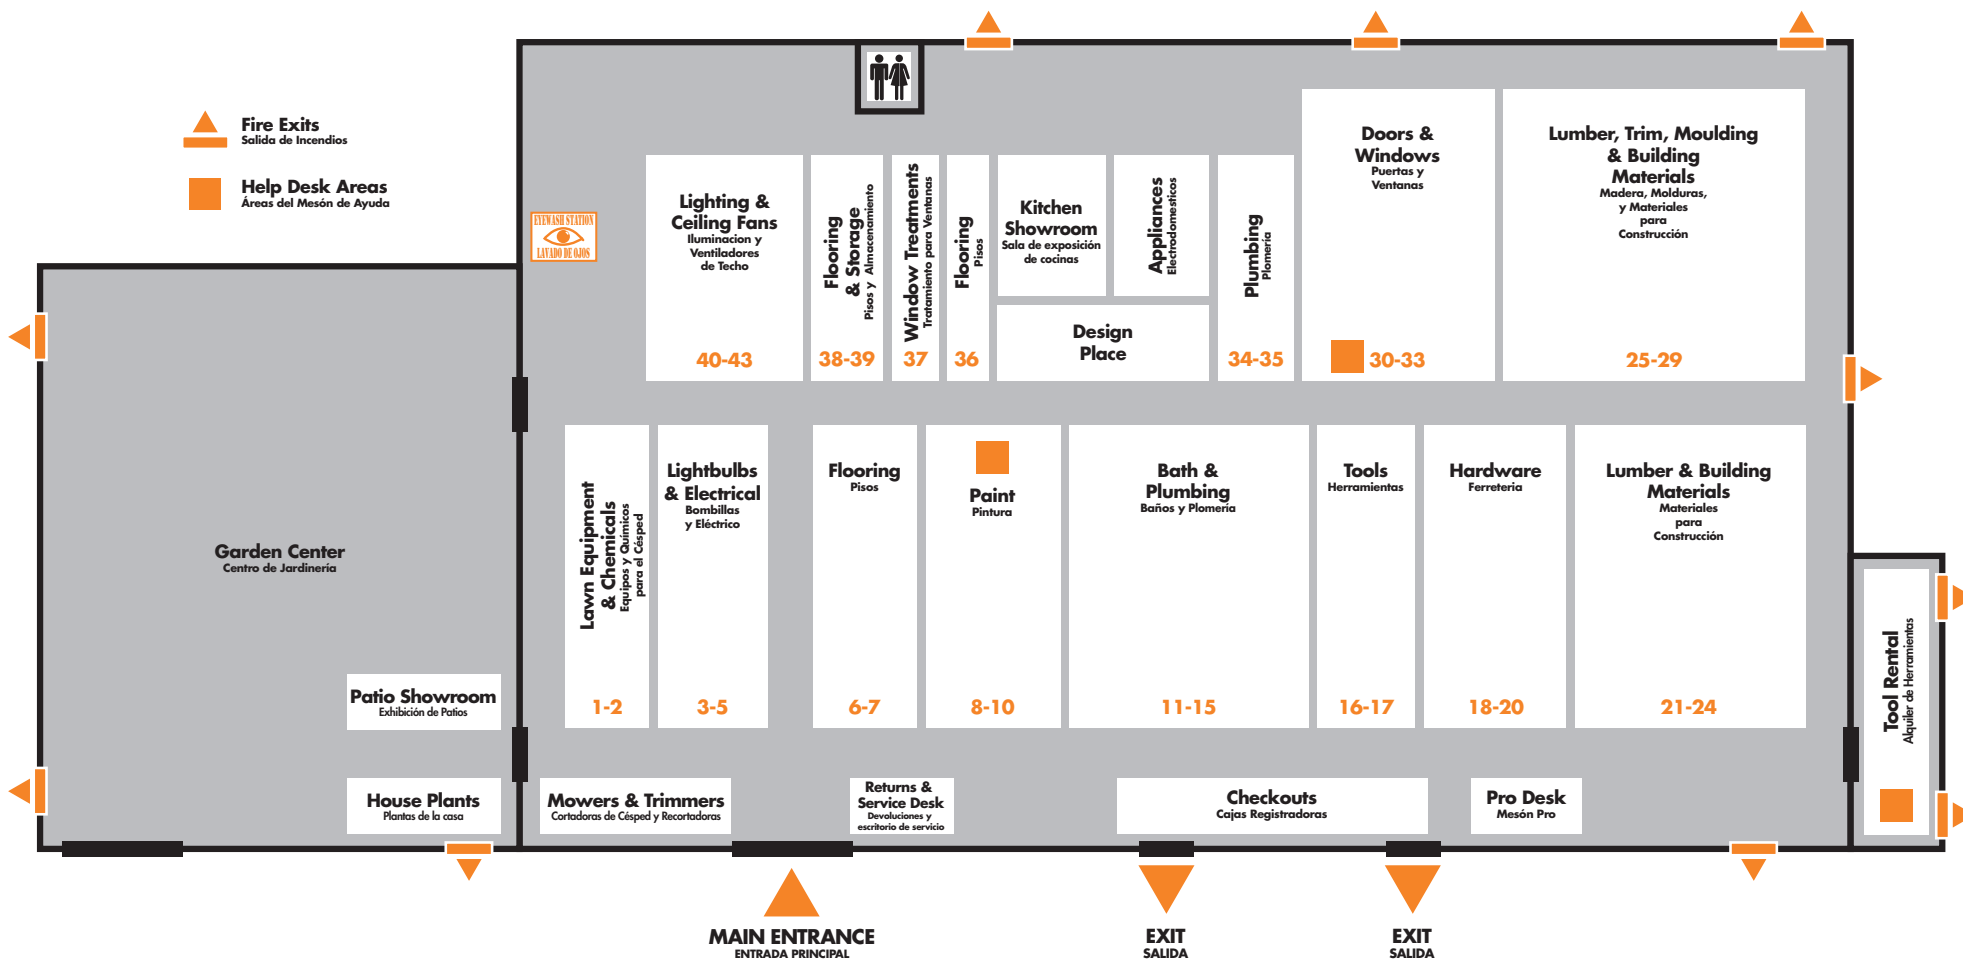 Fire Exits
Salida de Incendios
Help Desk Areas
Áreas del Mesón de Ayuda
EYEWASH STATION
LAVADO DE OJOS
Lighting &
Ceiling Fans
Iluminacion y
Ventiladores
de Techo
40-43
Flooring
& Storage
Pisos y Almacenamiento
38-39
Window Treatments
Tratamiento para Ventanas
37
Flooring
Pisos
36
Kitchen
Showroom
Sala de exposición
de cocinas
Appliances
Electrodomesticos
Design
Place
Plumbing
Plomería
34-35
Doors &
Windows
Puertas y
Ventanas
30-33
Lumber, Trim, Moulding
& Building
Materials
Madera, Molduras,
y Materiales
para
Construcción
25-29
Garden Center
Centro de Jardinería
Patio Showroom
Exhibición de Patios
House Plants
Plantas de la casa
Lawn Equipment
& Chemicals
Equipos y Químicos
para el Césped
1-2
Lightbulbs
& Electrical
Bombillas
y Eléctrico
3-5
Flooring
Pisos
6-7
Paint
Pintura
8-10
Bath &
Plumbing
Baños y Plomería
11-15
Tools
Herramientas
16-17
Hardware
Ferreteria
18-20
Lumber & Building
Materials
Materiales
para
Construcción
21-24
Tool Rental
Alquiler de Herramientas
Mowers & Trimmers
Cortadoras de Césped y Recortadoras
Returns &
Service Desk
Devoluciones y
escritorio de servicio
Checkouts
Cajas Registradoras
Pro Desk
Mesón Pro
MAIN ENTRANCE
ENTRADA PRINCIPAL
EXIT
SALIDA
EXIT
SALIDA